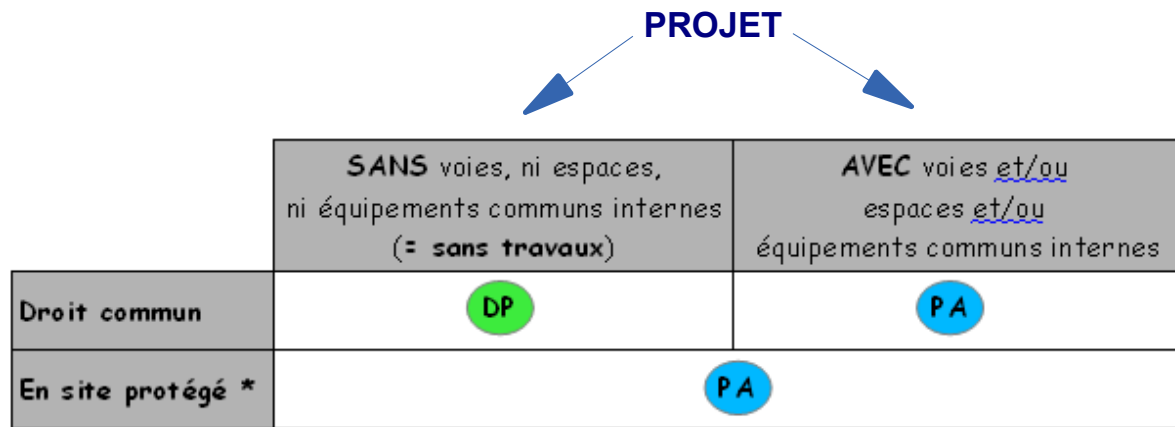 PROJET
SANS voies, ni espaces,
ni équipements communs internes
(= sans travaux)
AVEC voies et/ou
espaces et/ou
équipements communs internes
Droit commun
DP
PA
En site protégé *
PA